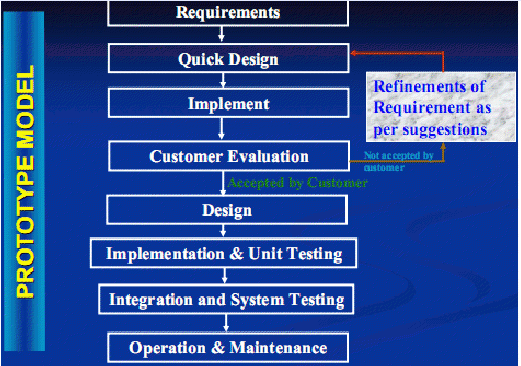 PROTOTYPE MODEL
Requirements
Quick Design
Refinements of
Requirement as
per suggestions
Implement
Customer Evaluation
Not accepted by
customer
Accepted by Customer
Design
Implementation & Unit Testing
Integration and System Testing
Operation & Maintenance